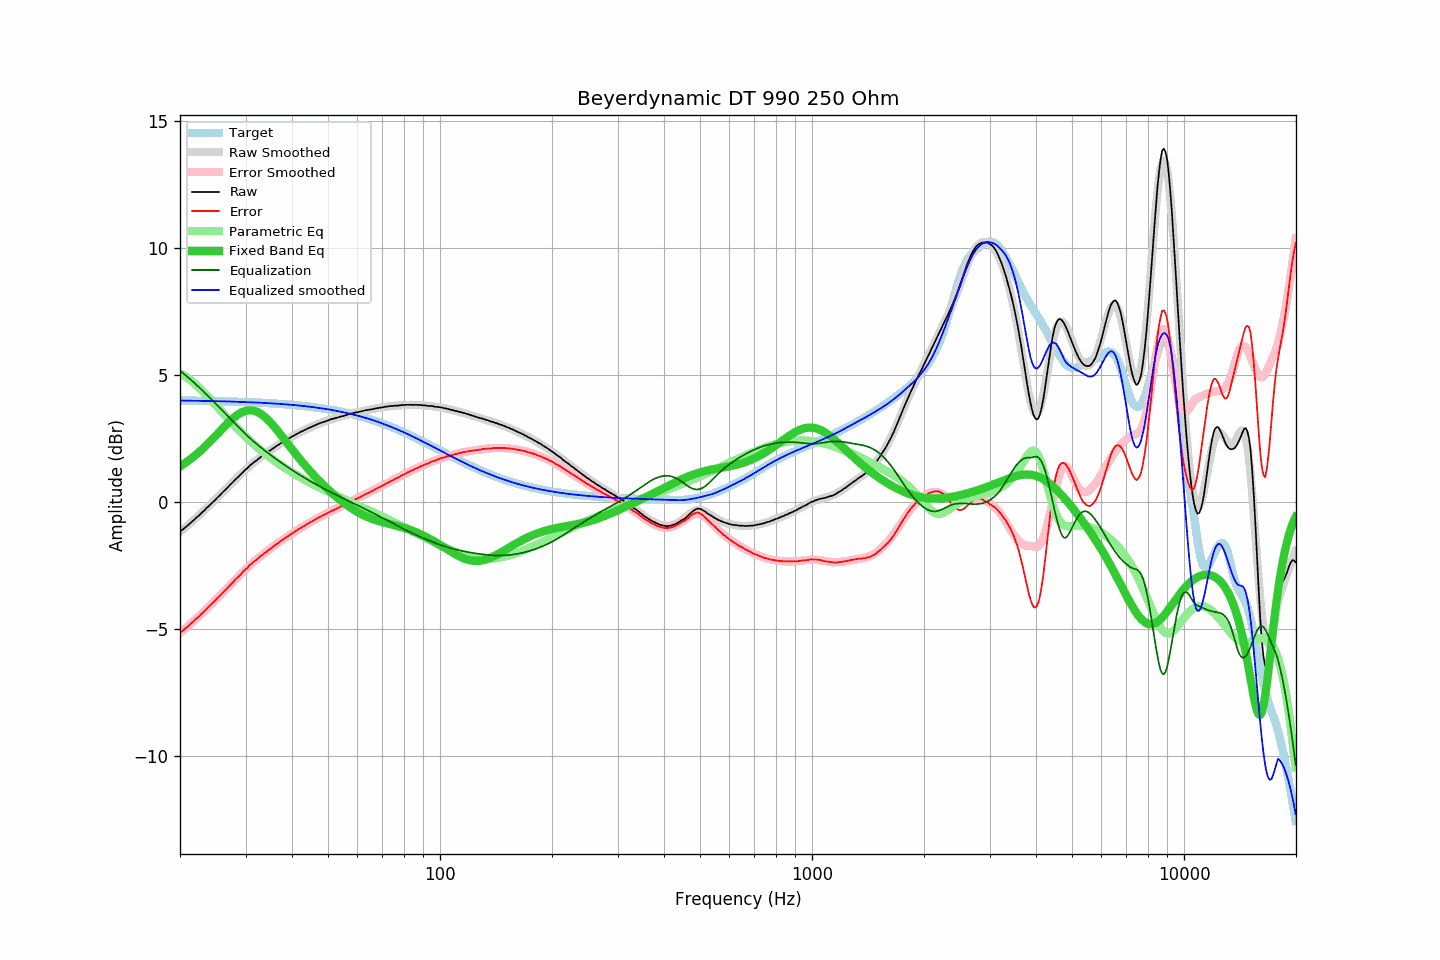 Beyerdynamic DT 990 250 Ohm
15
10
5
0
−5
−10
Amplitude (dBr)
Target
Raw Smoothed
Error Smoothed
Raw
Error
Parametric Eq
Fixed Band Eq
Equalization
Equalized smoothed
100
1000
10000
Frequency (Hz)